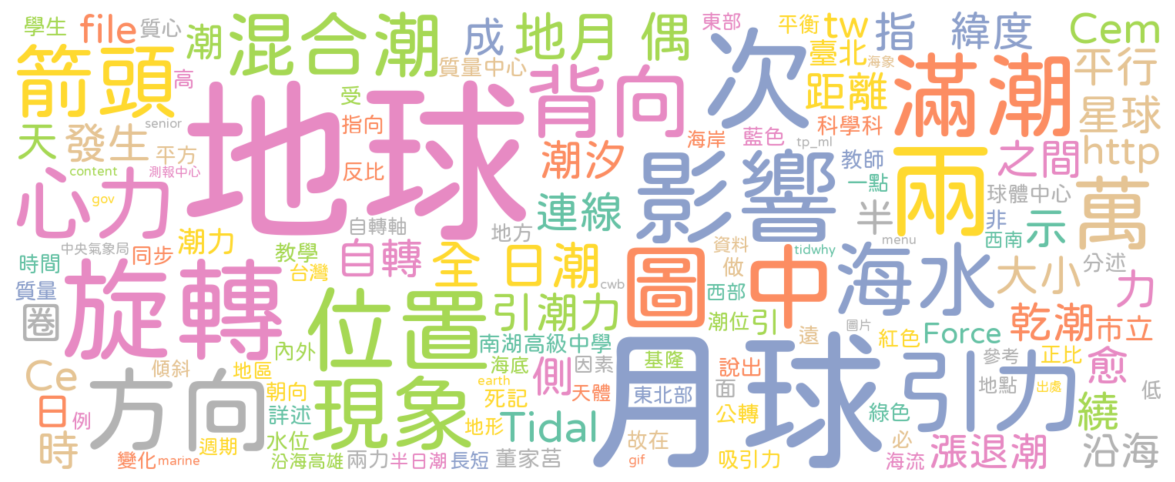 學生 file 質心 潮 混合潮 成 地月 偶 東部 平衡 tw 指 緯度 Cem
箭頭 高 質量中心 背向 次 臺北 海象 滿潮 平行
受 地球 距離 星球
天 發生 senior 指向 潮汐 海岸 藍色 科學科 之間 http
content 平方 測報中心 反比 影響 tp_ml 教師 兩 一點 球體中心 萬
心力 gov 自轉軸 連線 半 非 示
中央氣象局 同步 潮力 教學 自轉 地方 圖中 資料 tidwhy menu 西南
時間 台灣 全 日潮 做 海水 大小 分述
質量 旋轉 位置 cwb 引潮力 西部 力
圈 內外 南湖高級中學 潮位 引 遠 圖片 紅色 Force 乾潮 市立
Ce 傾斜 地區 現象 海底 因素 側 基隆 說出 月球 引力 參考 正比 愈
方向 朝向 earth 死記 天體 東北部 面 地點 出處 低
日 例 詳述 地形 Tidal 公轉 綠色 繞
時 週期 水位 故在 必
變化 marine 沿海高雄 兩力 半日潮 長短 董家莒 gif 吸引力 海流 漲退潮 沿海